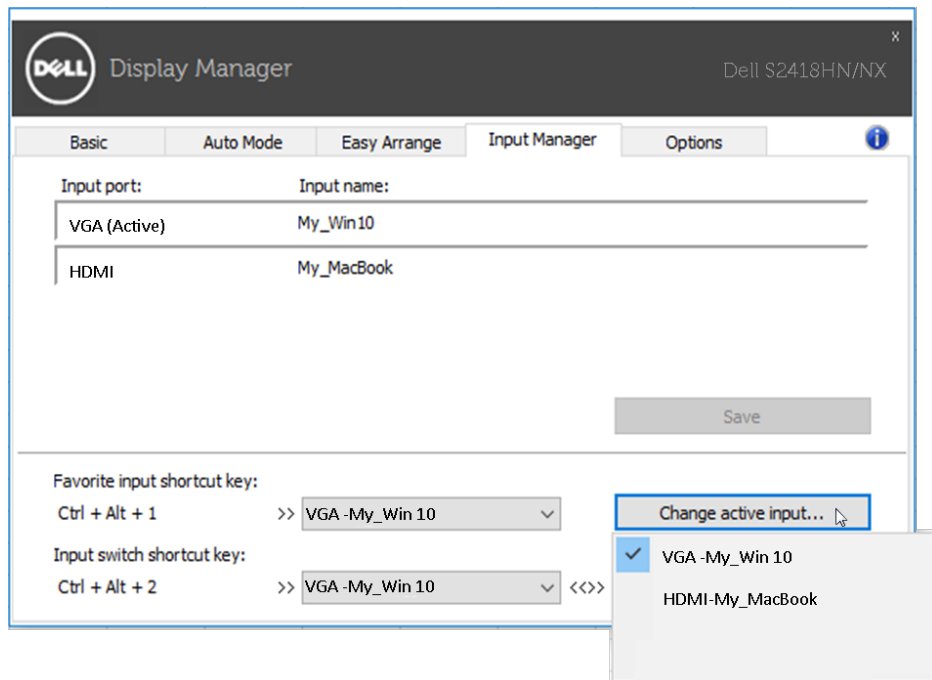 x
DELL Display Manager
Dell S2418HN/NX
Basic Auto Mode Easy Arrange Input Manager Options i
Input port: Input name:
VGA (Active) My_Win10
HDMI My_MacBook
Save
Favorite input shortcut key:
Ctrl + Alt + 1 >> VGA -My_Win 10 Change active input...
Input switch shortcut key:
VGA -My_Win 10
Ctrl + Alt + 2 >> VGA -My_Win 10 <<>>
HDMI-My_MacBook